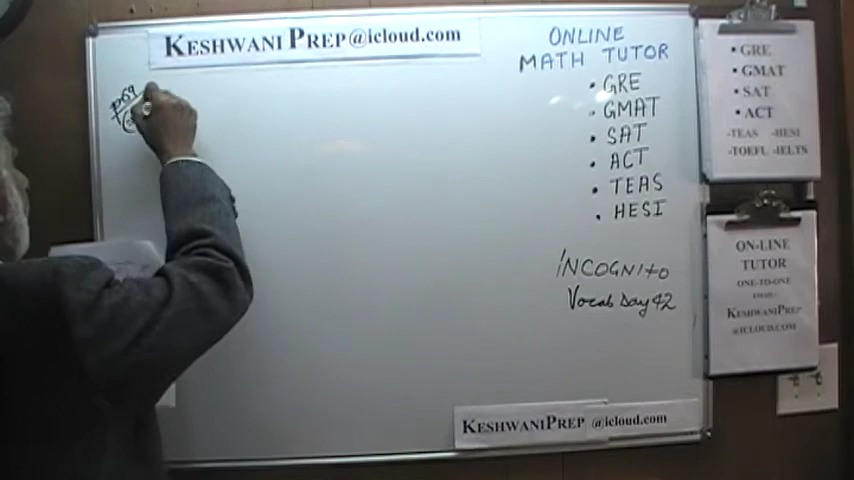 KESHWANI PREP@icloud.com
ONLINE
MATH TUTOR
• GRE
• GMAT
• SAT
• ACT
• TEAS
• HESI
INCOGNITO
Vocab Day 42
P59
KESHWANIPREP @icloud.com
• GRE
• GMAT
• SAT
• ACT
-TEAS -HESI
-TOEFL -IELTS
ON-LINE
TUTOR
ONE-TO-ONE
KESHWANIPREP
@ICLOUD.COM